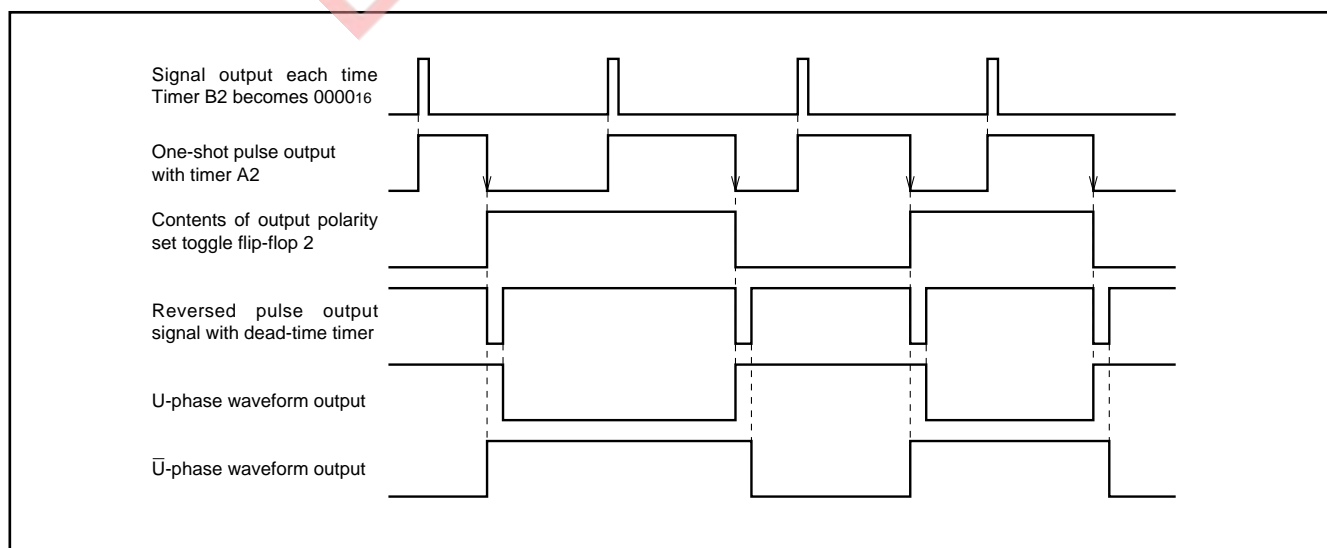 Signal output each time
Timer B2 becomes 000016
One-shot pulse output
with timer A2
Contents of output polarity
set toggle flip-flop 2
Reversed pulse output
signal with dead-time timer
U-phase waveform output
U̅-phase waveform output